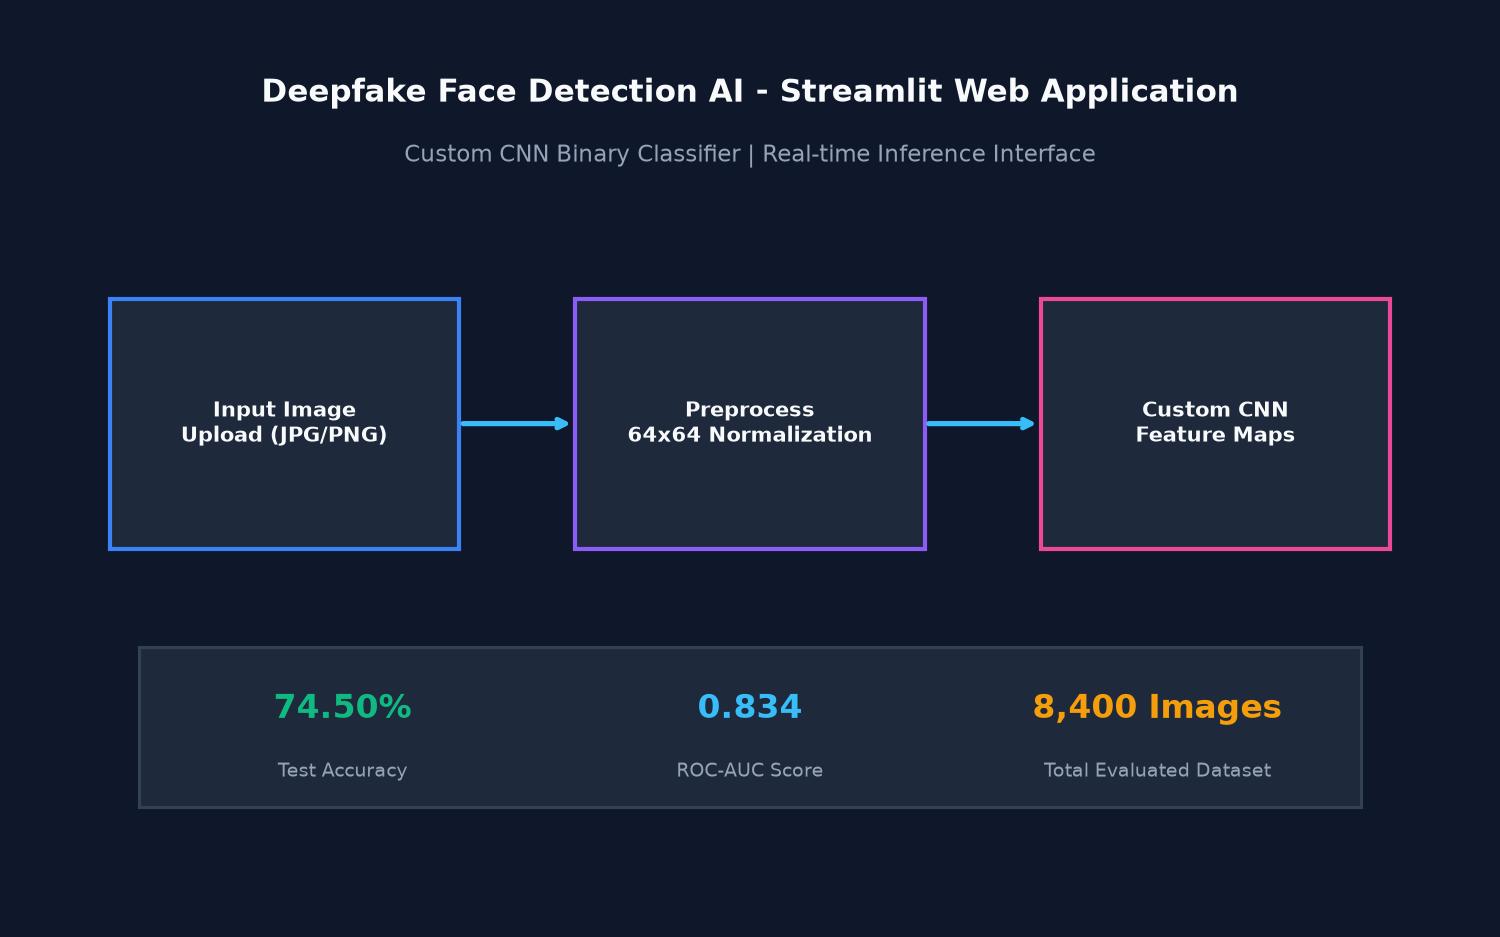 Deepfake Face Detection AI - Streamlit Web Application
Custom CNN Binary Classifier | Real-time Inference Interface
Input Image
Upload (JPG/PNG)
Preprocess
64x64 Normalization
Custom CNN
Feature Maps
74.50%
Test Accuracy
0.834
ROC-AUC Score
8,400 Images
Total Evaluated Dataset